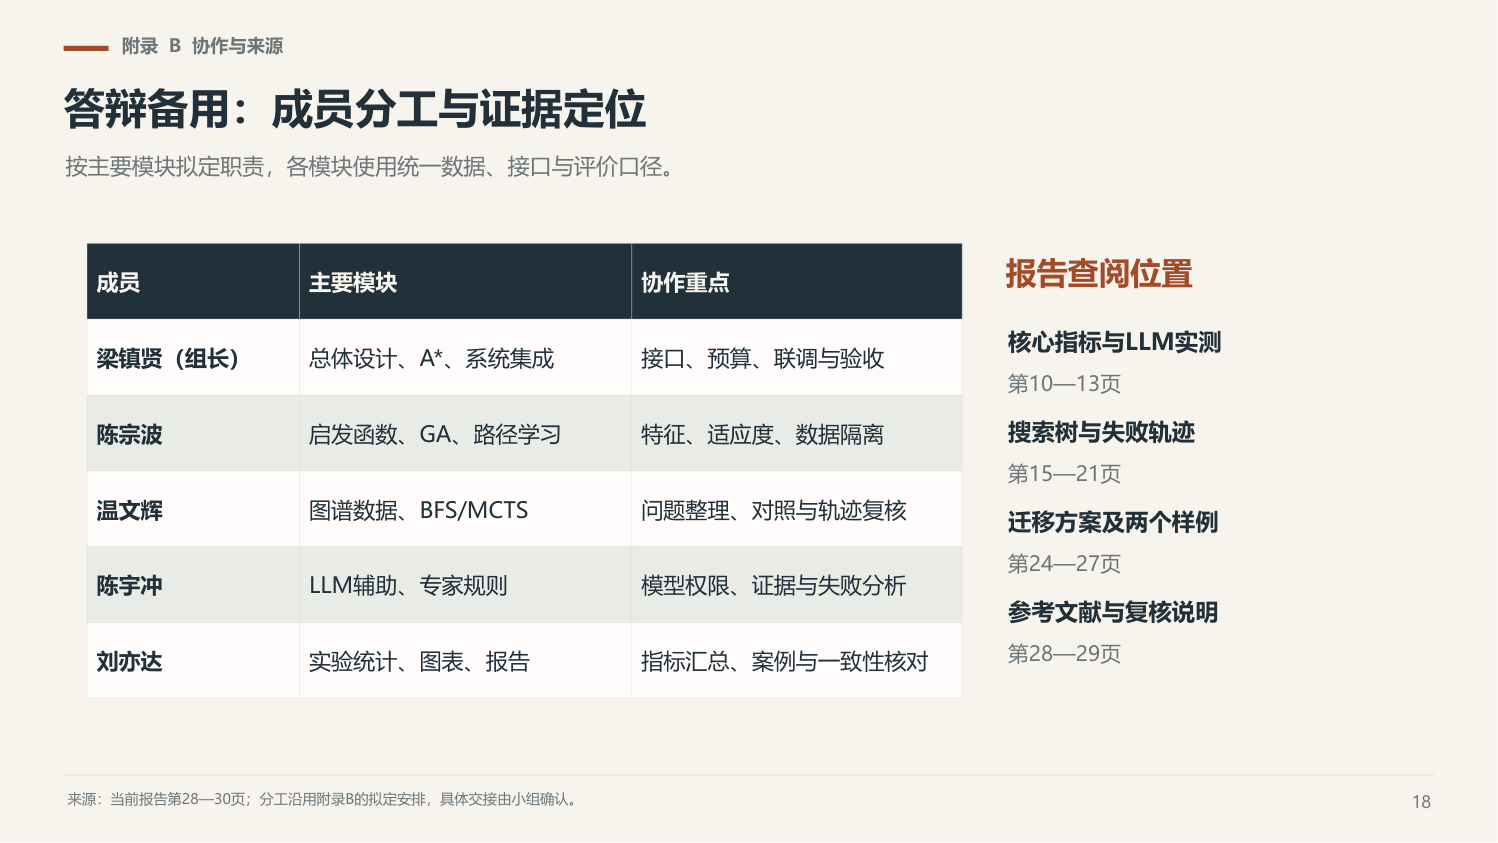 附录 B 协作与来源
答辩备用：成员分工与证据定位
按主要模块拟定职责，各模块使用统一数据、接口与评价口径。
成员 主要模块 协作重点
梁镇贤（组长） 总体设计、A*、系统集成 接口、预算、联调与验收
陈宗波 启发函数、GA、路径学习 特征、适应度、数据隔离
温文辉 图谱数据、BFS/MCTS 问题整理、对照与轨迹复核
陈宇冲 LLM辅助、专家规则 模型权限、证据与失败分析
刘亦达 实验统计、图表、报告 指标汇总、案例与一致性核对
报告查阅位置
核心指标与LLM实测
第10—13页
搜索树与失败轨迹
第15—21页
迁移方案及两个样例
第24—27页
参考文献与复核说明
第28—29页
来源：当前报告第28—30页；分工沿用附录B的拟定安排，具体交接由小组确认。
18